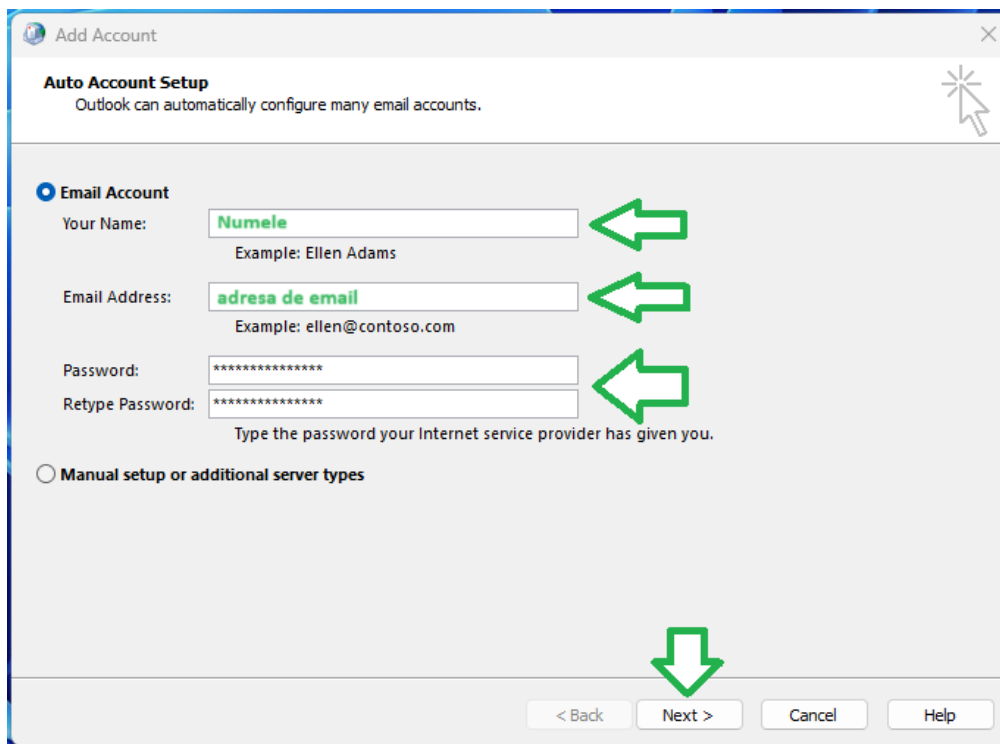 Add Account
Auto Account Setup
Outlook can automatically configure many email accounts.
Email Account
Your Name: Numele
Example: Ellen Adams
Email Address: adresa de email
Example: ellen@contoso.com
Password: ***************
Retype Password: ***************
Type the password your Internet service provider has given you.
Manual setup or additional server types
< Back Next > Cancel Help